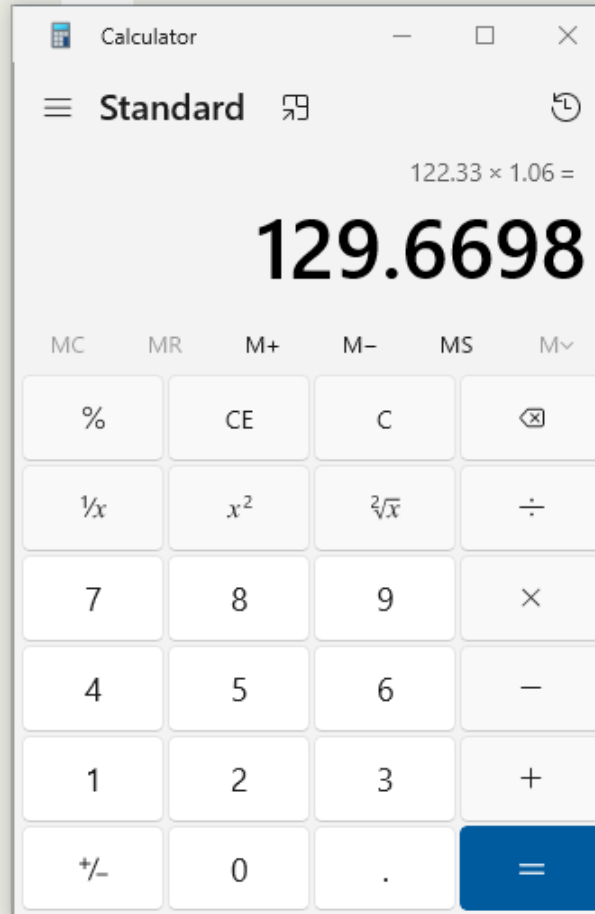 Calculator
Standard
122.33 × 1.06 =
129.6698
MC MR M+ M− MS M
% CE C
¹/x x² ²√x ÷
7 8 9 ×
4 5 6 −
1 2 3 +
+/− 0 . =